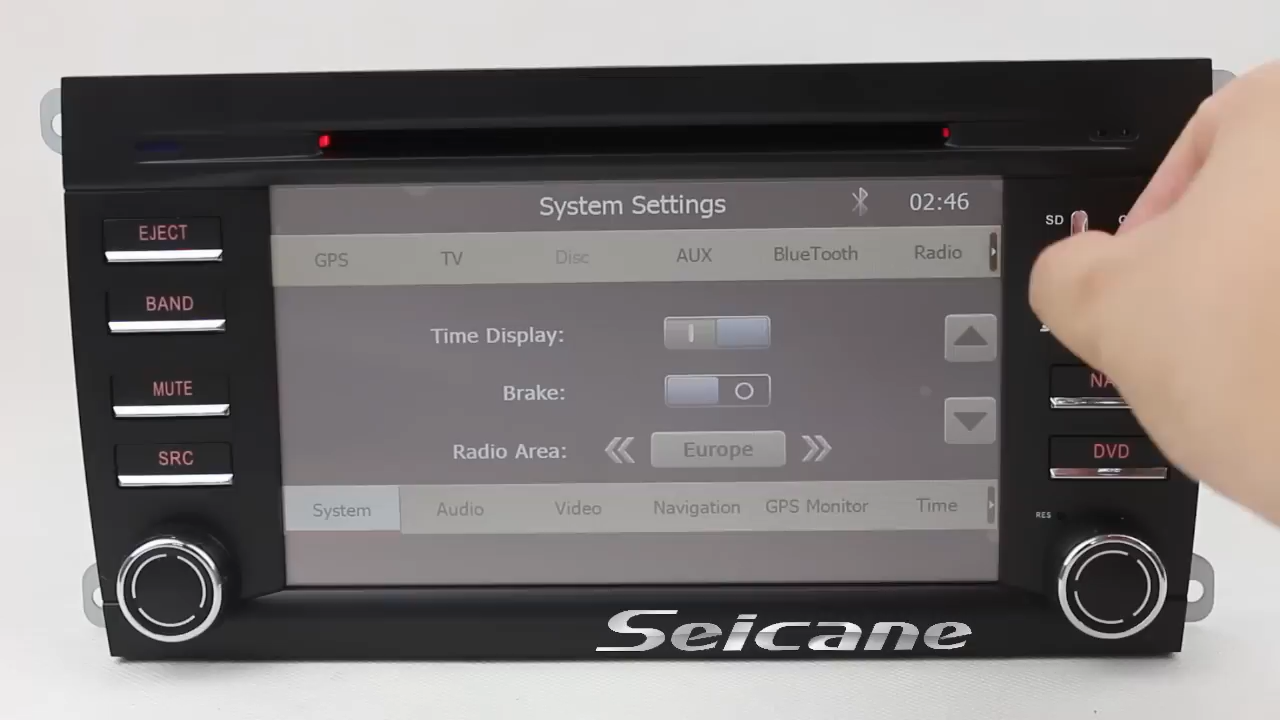 System Settings 02:46
SD
EJECT
GPS TV Disc AUX BlueTooth Radio
BAND
Time Display:
MUTE
Brake:
Radio Area: Europe
SRC
DVD
System Audio Video Navigation GPS Monitor Time
RES
Seicane